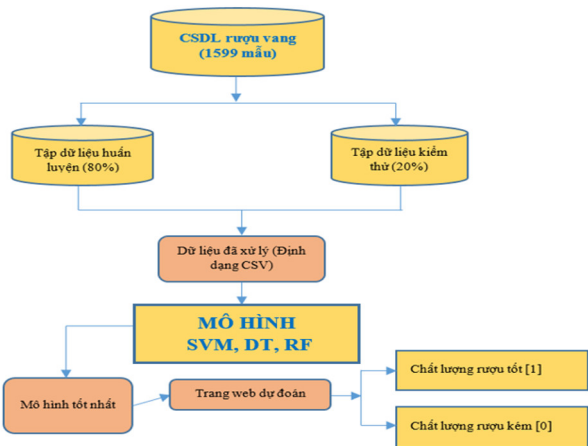 CSDL rượu vang
(1599 mẫu)
Tập dữ liệu huấn
luyện (80%)
Tập dữ liệu kiểm
thử (20%)
Dữ liệu đã xử lý (Định
dạng CSV)
MÔ HÌNH
SVM, DT, RF
Mô hình tốt nhất
Trang web dự đoán
Chất lượng rượu tốt [1]
Chất lượng rượu kém [0]